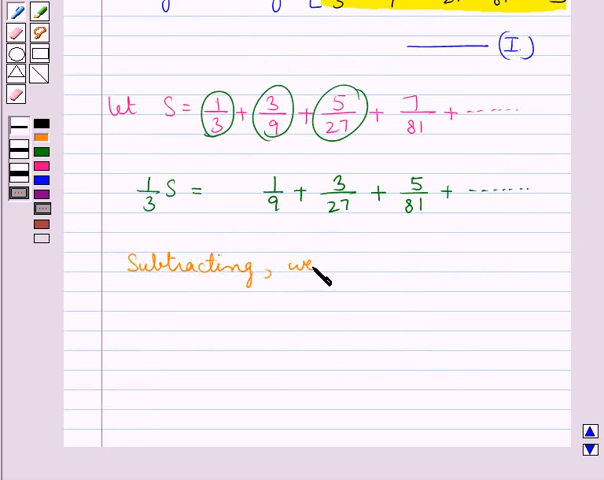 (I)
Let S = 1/3 + 3/9 + 5/27 + 7/81 + ......
1/3 S = 1/9 + 3/27 + 5/81 + .......
Subtracting, we